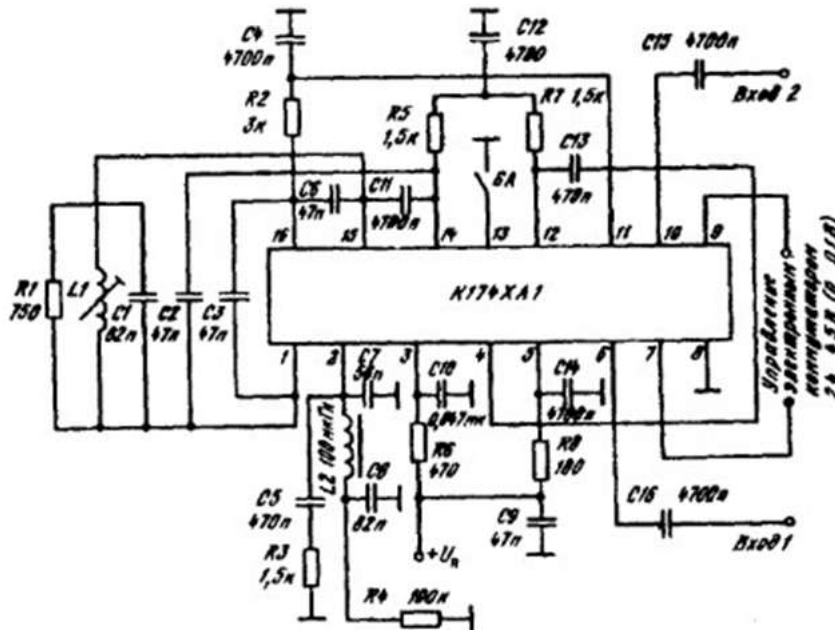 C4
4700п
C12
4700
C15 4700п
Вход 2
R2
3к
R5
1,5к
R7 1,5к
C13
470п
C6
47п
C11
4700п
БА
16
15
14
13
12
11
10
9
R1
750
L1
C1
82п
C2
47п
C3
47п
К174ХА1
1
2
3
4
5
6
7
8
C7
C10
0,047мк
C14
4700п
Управление
электронным
коммутатором
L2 100мкГн
R6
470
R8
180
C5
470п
C8
82п
C9
47п
C16
4700п
R3
1,5к
Вход 1
R4
100к